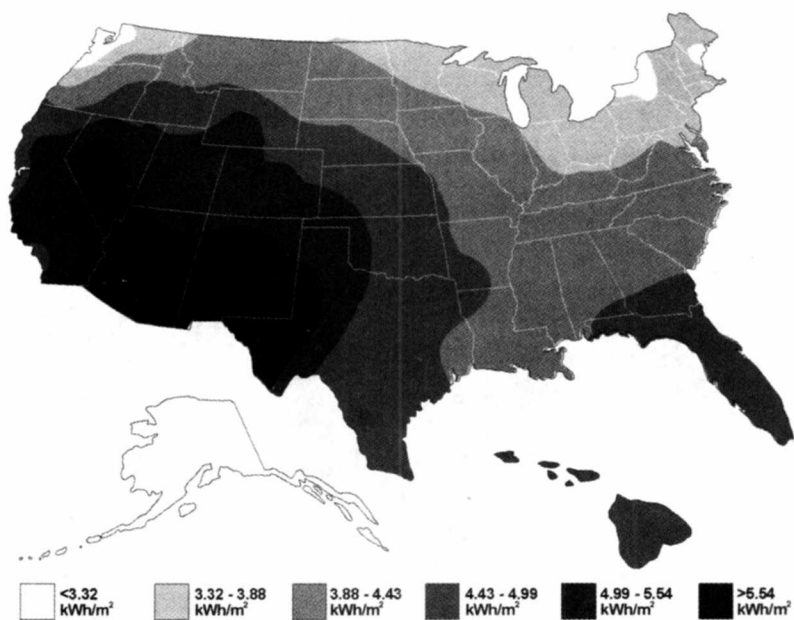 <3.32 kWh/m²
3.32 - 3.88 kWh/m²
3.88 - 4.43 kWh/m²
4.43 - 4.99 kWh/m²
4.99 - 5.54 kWh/m²
>5.54 kWh/m²